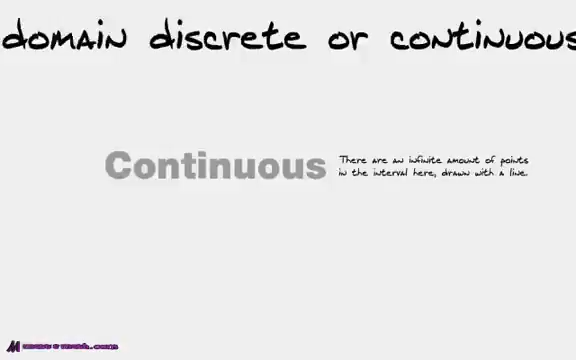 domain discrete or continuous
Continuous
There are an infinite amount of points
in the interval here, drawn with a line.